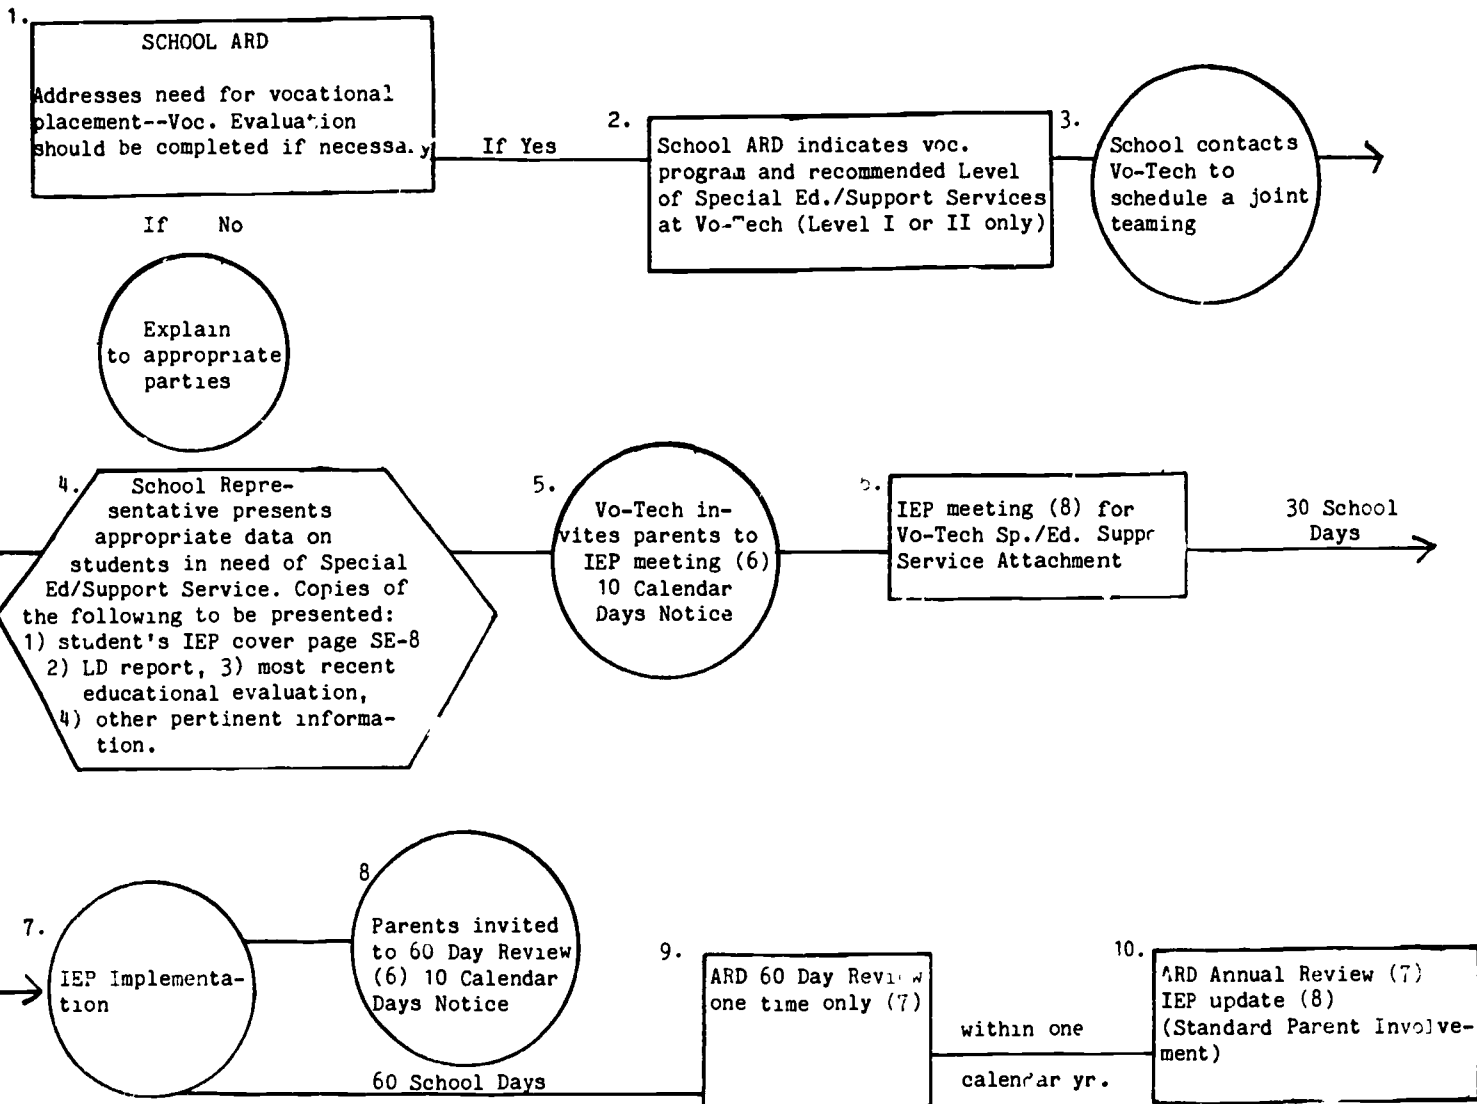 1.
SCHOOL ARD
Addresses need for vocational
placement--Voc. Evaluation
should be completed if necessary
If Yes
2.
School ARD indicates voc.
program and recommended Level
of Special Ed./Support Services
at Vo-Tech (Level I or II only)
3.
School contacts
Vo-Tech to
schedule a joint
teaming
If No
Explain
to appropriate
parties
4.
School Repre-
sentative presents
appropriate data on
students in need of Special
Ed/Support Service. Copies of
the following to be presented:
1) student's IEP cover page SE-8
2) LD report, 3) most recent
educational evaluation,
4) other pertinent informa-
tion.
5.
Vo-Tech in-
vites parents to
IEP meeting (6)
10 Calendar
Days Notice
IEP meeting (8) for
Vo-Tech Sp./Ed. Suppr
Service Attachment
30 School
Days
7.
IEP Implementa-
tion
8
Parents invited
to 60 Day Review
(6) 10 Calendar
Days Notice
60 School Days
9.
ARD 60 Day Review
one time only (7)
within one
calendar yr.
10.
ARD Annual Review (7)
IEP update (8)
(Standard Parent Involve-
ment)